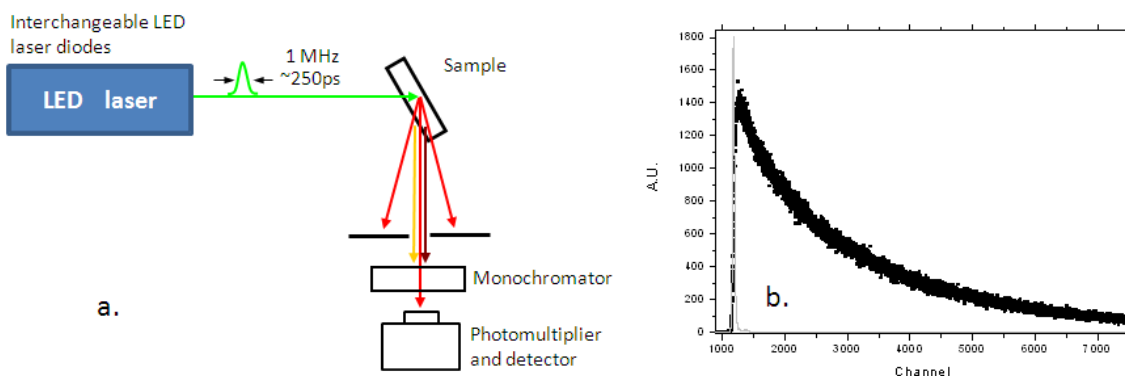 Interchangeable LED
laser diodes
LED laser
1 MHz
~250ps
Sample
Monochromator
Photomultiplier
and detector
a.
1800
1600
1400
1200
1000
800
600
400
200
0
A.U.
b.
1000 2000 3000 4000 5000 6000 7000
Channel